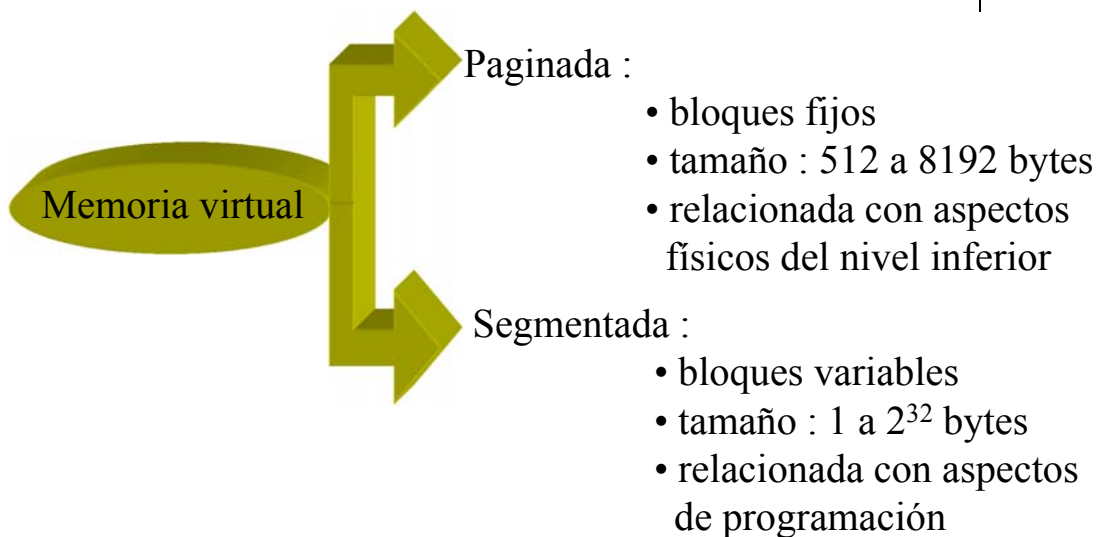 Memoria virtual
Paginada :
• bloques fijos
• tamaño : 512 a 8192 bytes
• relacionada con aspectos
físicos del nivel inferior
Segmentada :
• bloques variables
• tamaño : 1 a 2³² bytes
• relacionada con aspectos
de programación